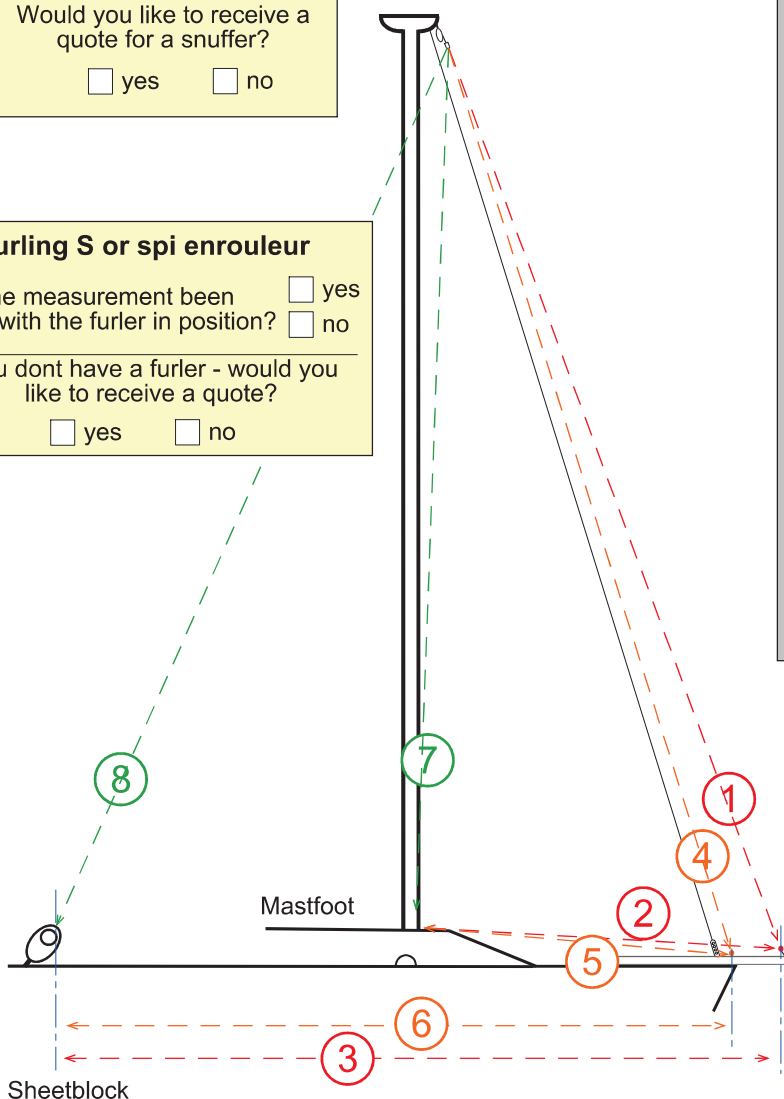 Would you like to receive a
quote for a snuffer?
yes no
urling S or spi enrouleur
e measurement been
yes
with the furler in position?
no
u dont have a furler - would you
like to receive a quote?
yes no
8
7
1
4
Mastfoot
2
5
6
3
Sheetblock